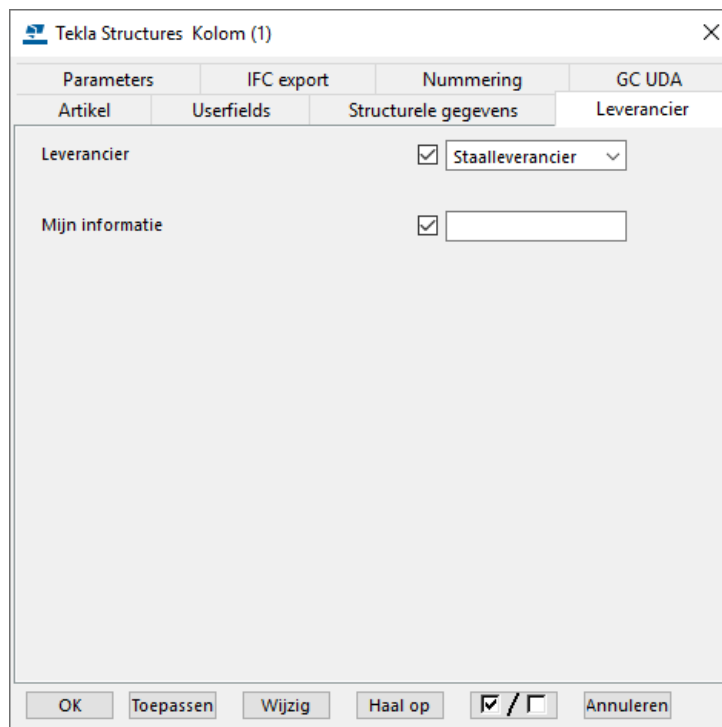 Tekla Structures Kolom (1)
Parameters IFC export Nummering GC UDA
Artikel Userfields Structurele gegevens Leverancier
Leverancier Staalleverancier
Mijn informatie
OK Toepassen Wijzig Haal op / Annuleren